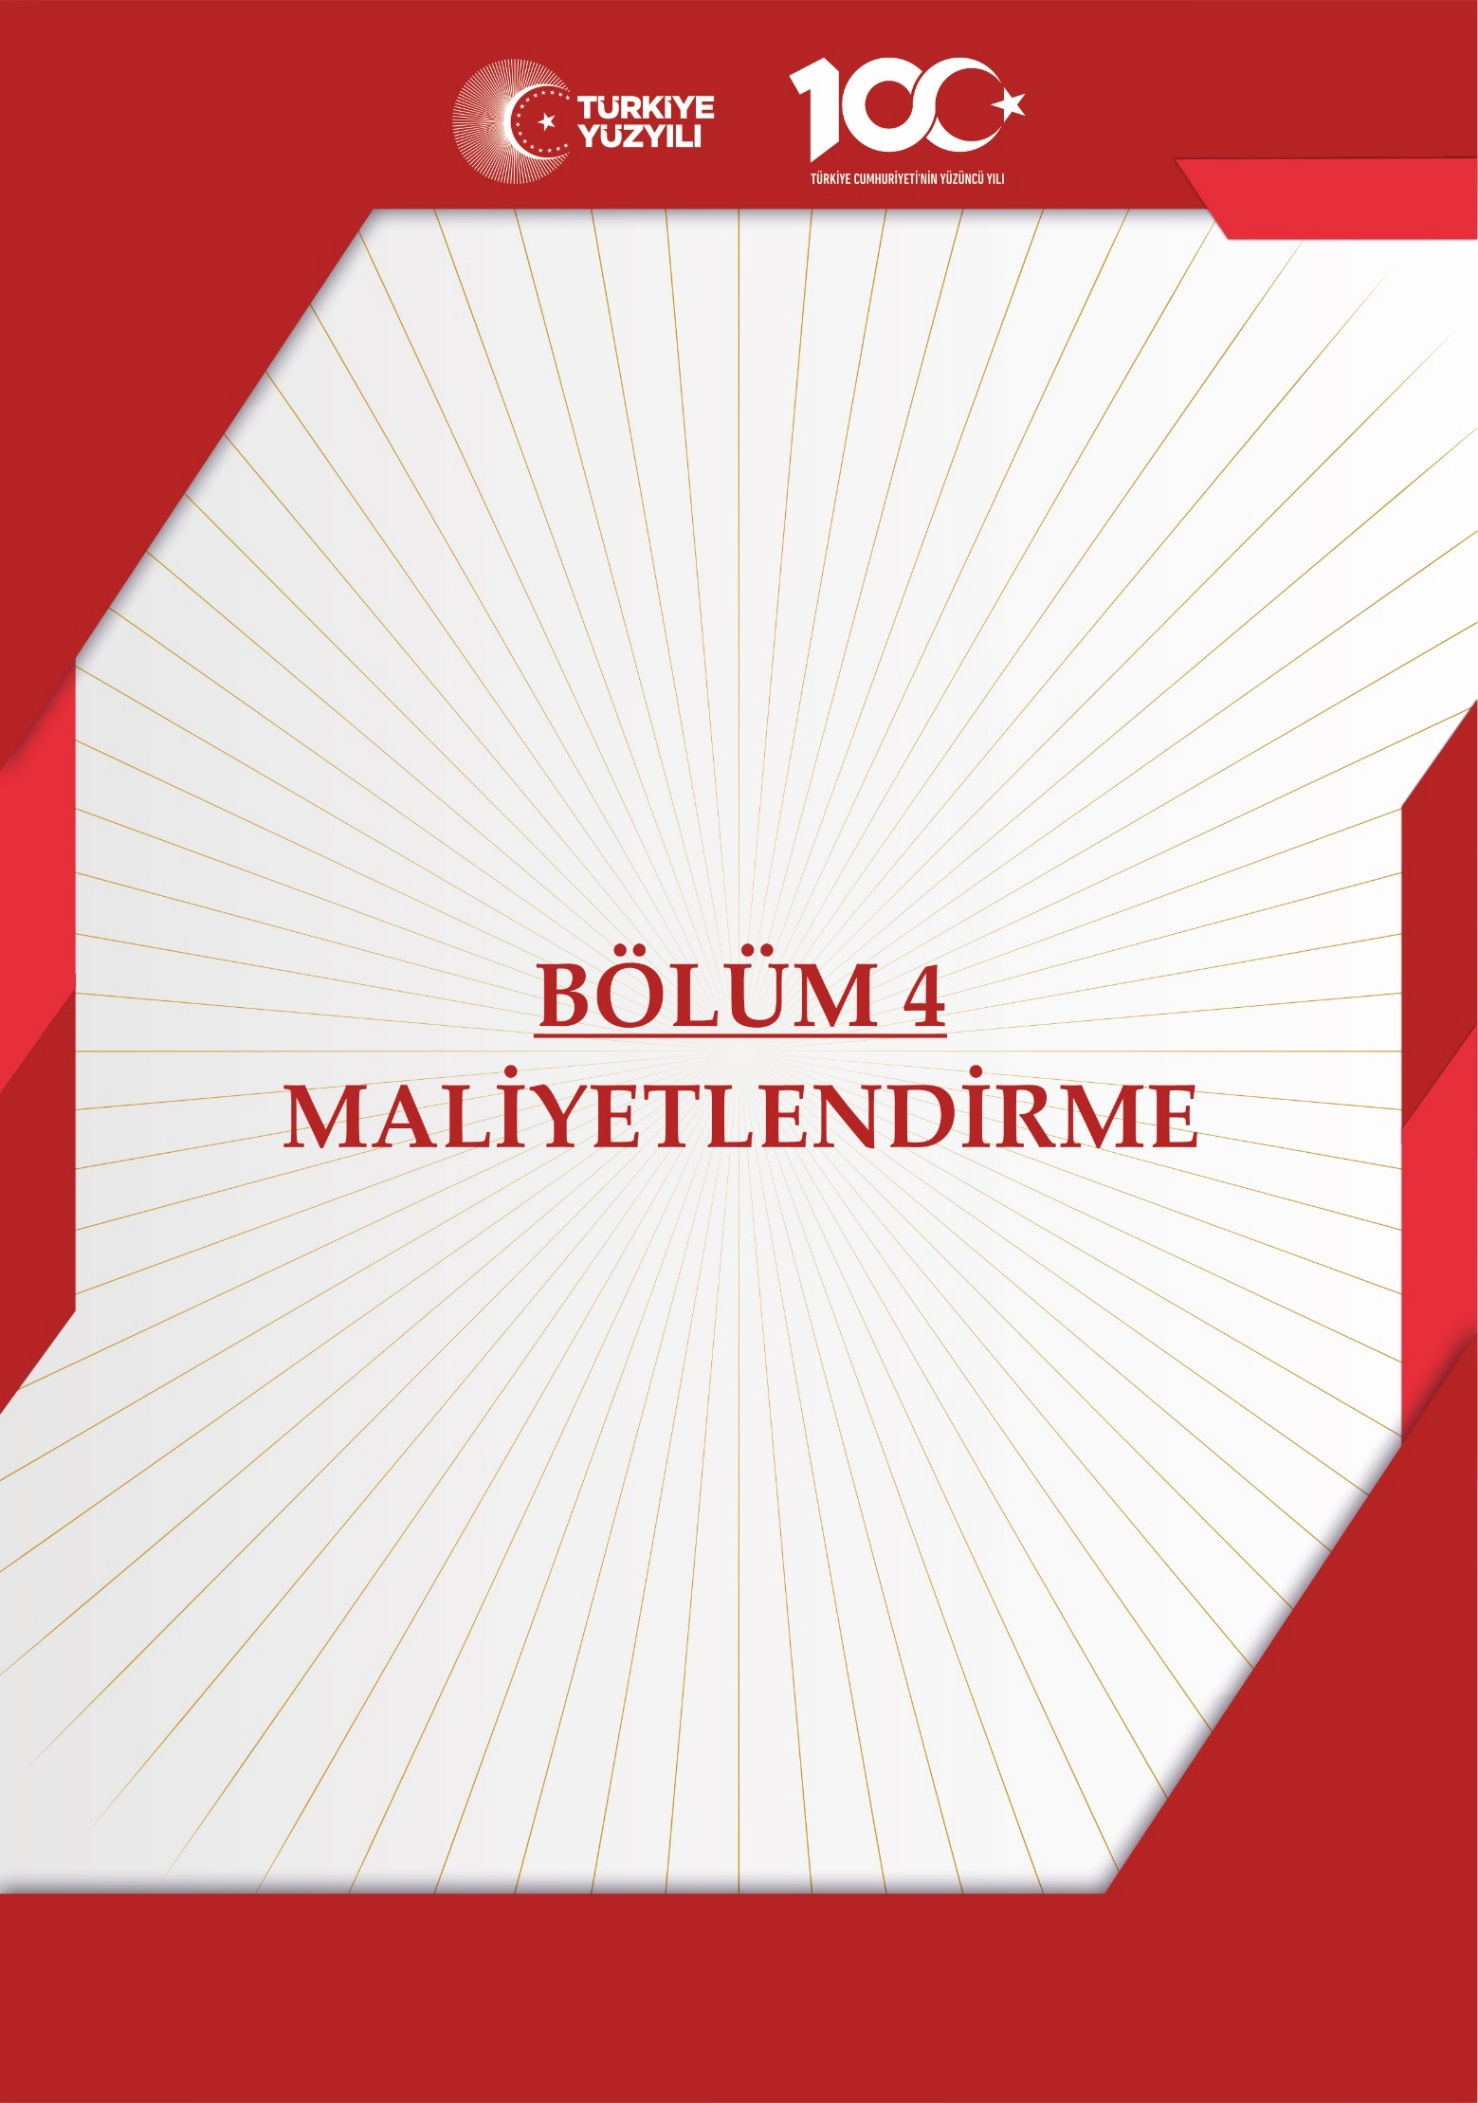 TÜRKİYE
YÜZYILI
100
TÜRKİYE CUMHURİYETİ'NİN YÜZÜNCÜ YILI
BÖLÜM 4
MALİYETLENDİRME